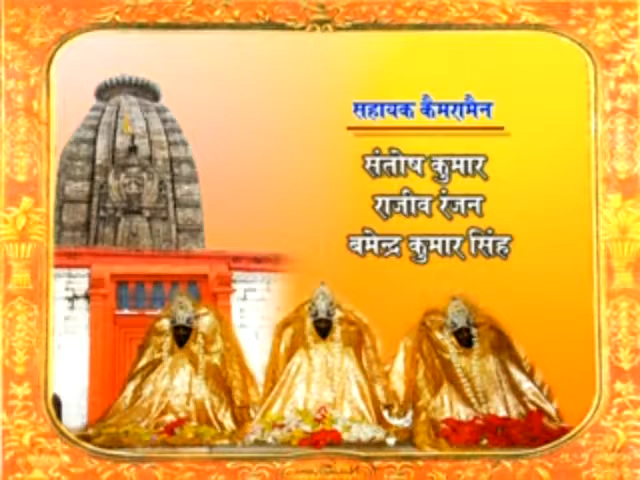 सहायक कैमरामैन
संतोष कुमार
राजीव रंजन
बमेन्द्र कुमार सिंह